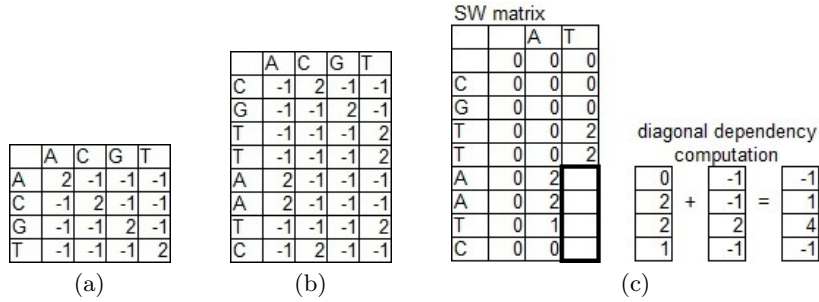 A C G T
A 2 -1 -1 -1
C -1 2 -1 -1
G -1 -1 2 -1
T -1 -1 -1 2
(a)
A C G T
C -1 2 -1 -1
G -1 -1 2 -1
T -1 -1 -1 2
T -1 -1 -1 2
A 2 -1 -1 -1
A 2 -1 -1 -1
T -1 -1 -1 2
C -1 2 -1 -1
(b)
SW matrix
A T
0 0 0
C 0 0 0
G 0 0 0
T 0 0 2
T 0 0 2
A 0 2
A 0 2
T 0 1
C 0 0
diagonal dependency
computation
0 -1 -1
2 + -1 = 1
2 2 4
1 -1 -1
(c)